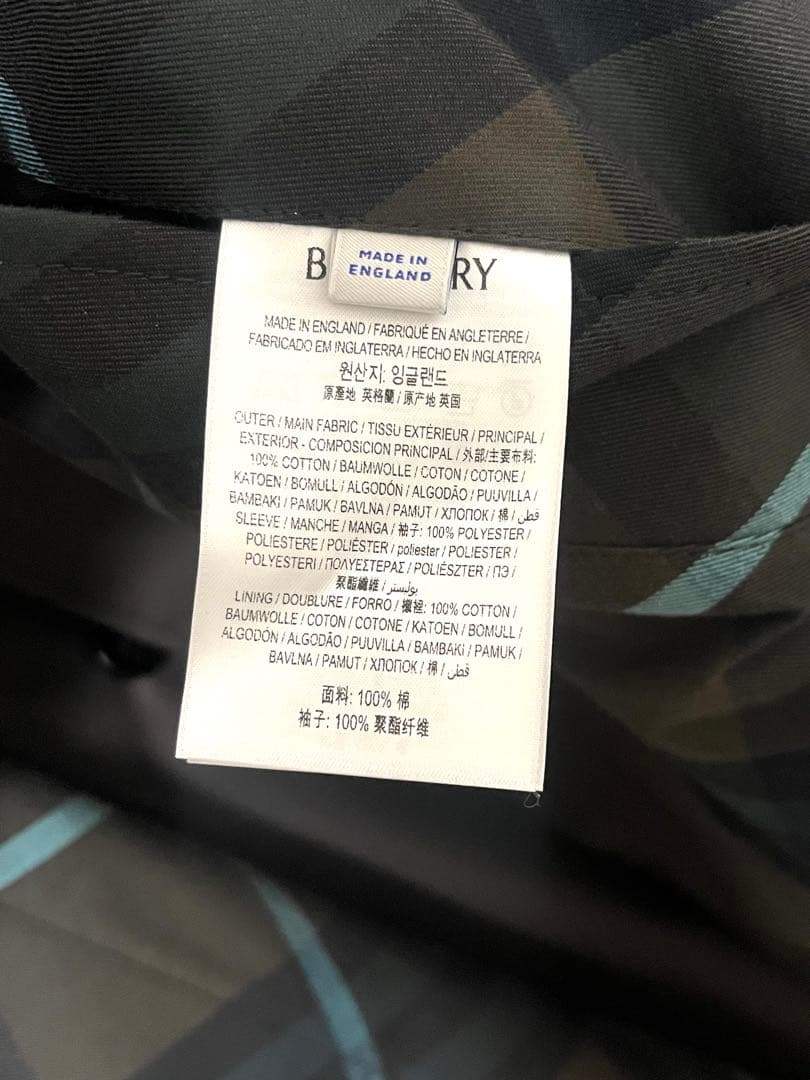 MADE IN
ENGLAND
B RY
MADE IN ENGLAND / FABRIQUÉ EN ANGLETERRE /
FABRICADO EM INGLATERRA / HECHO EN INGLATERRA
원산지: 잉글랜드
原產地 英格蘭 / 原产地 英国
OUTER / MAIN FABRIC / TISSU EXTÉRIEUR / PRINCIPAL /
EXTERIOR - COMPOSICION PRINCIPAL / 外部/主要布料:
100% COTTON / BAUMWOLLE / COTON / COTONE /
KATOEN / BOMULL / ALGODÓN / ALGODÃO / PUUVILLA /
BAMBAKI / PAMUK / BAVLNA / PAMUT / ХЛОПОК / 棉 / قطن
SLEEVE / MANCHE / MANGA / 袖子: 100% POLYESTER /
POLIESTERE / POLIÉSTER / poliester / POLIESTER /
POLYESTERI / ΠΟΛΥΕΣΤΕΡΑΣ / POLIÉSZTER / ПЭ /
聚酯纖維 / بوليستر
LINING / DOUBLURE / FORRO / 襯裡: 100% COTTON /
BAUMWOLLE / COTON / COTONE / KATOEN / BOMULL /
ALGODÓN / ALGODÃO / PUUVILLA / BAMBAKI / PAMUK /
BAVLNA / PAMUT / ХЛОПОК / 棉 / قطن
面料: 100% 棉
袖子: 100% 聚酯纤维